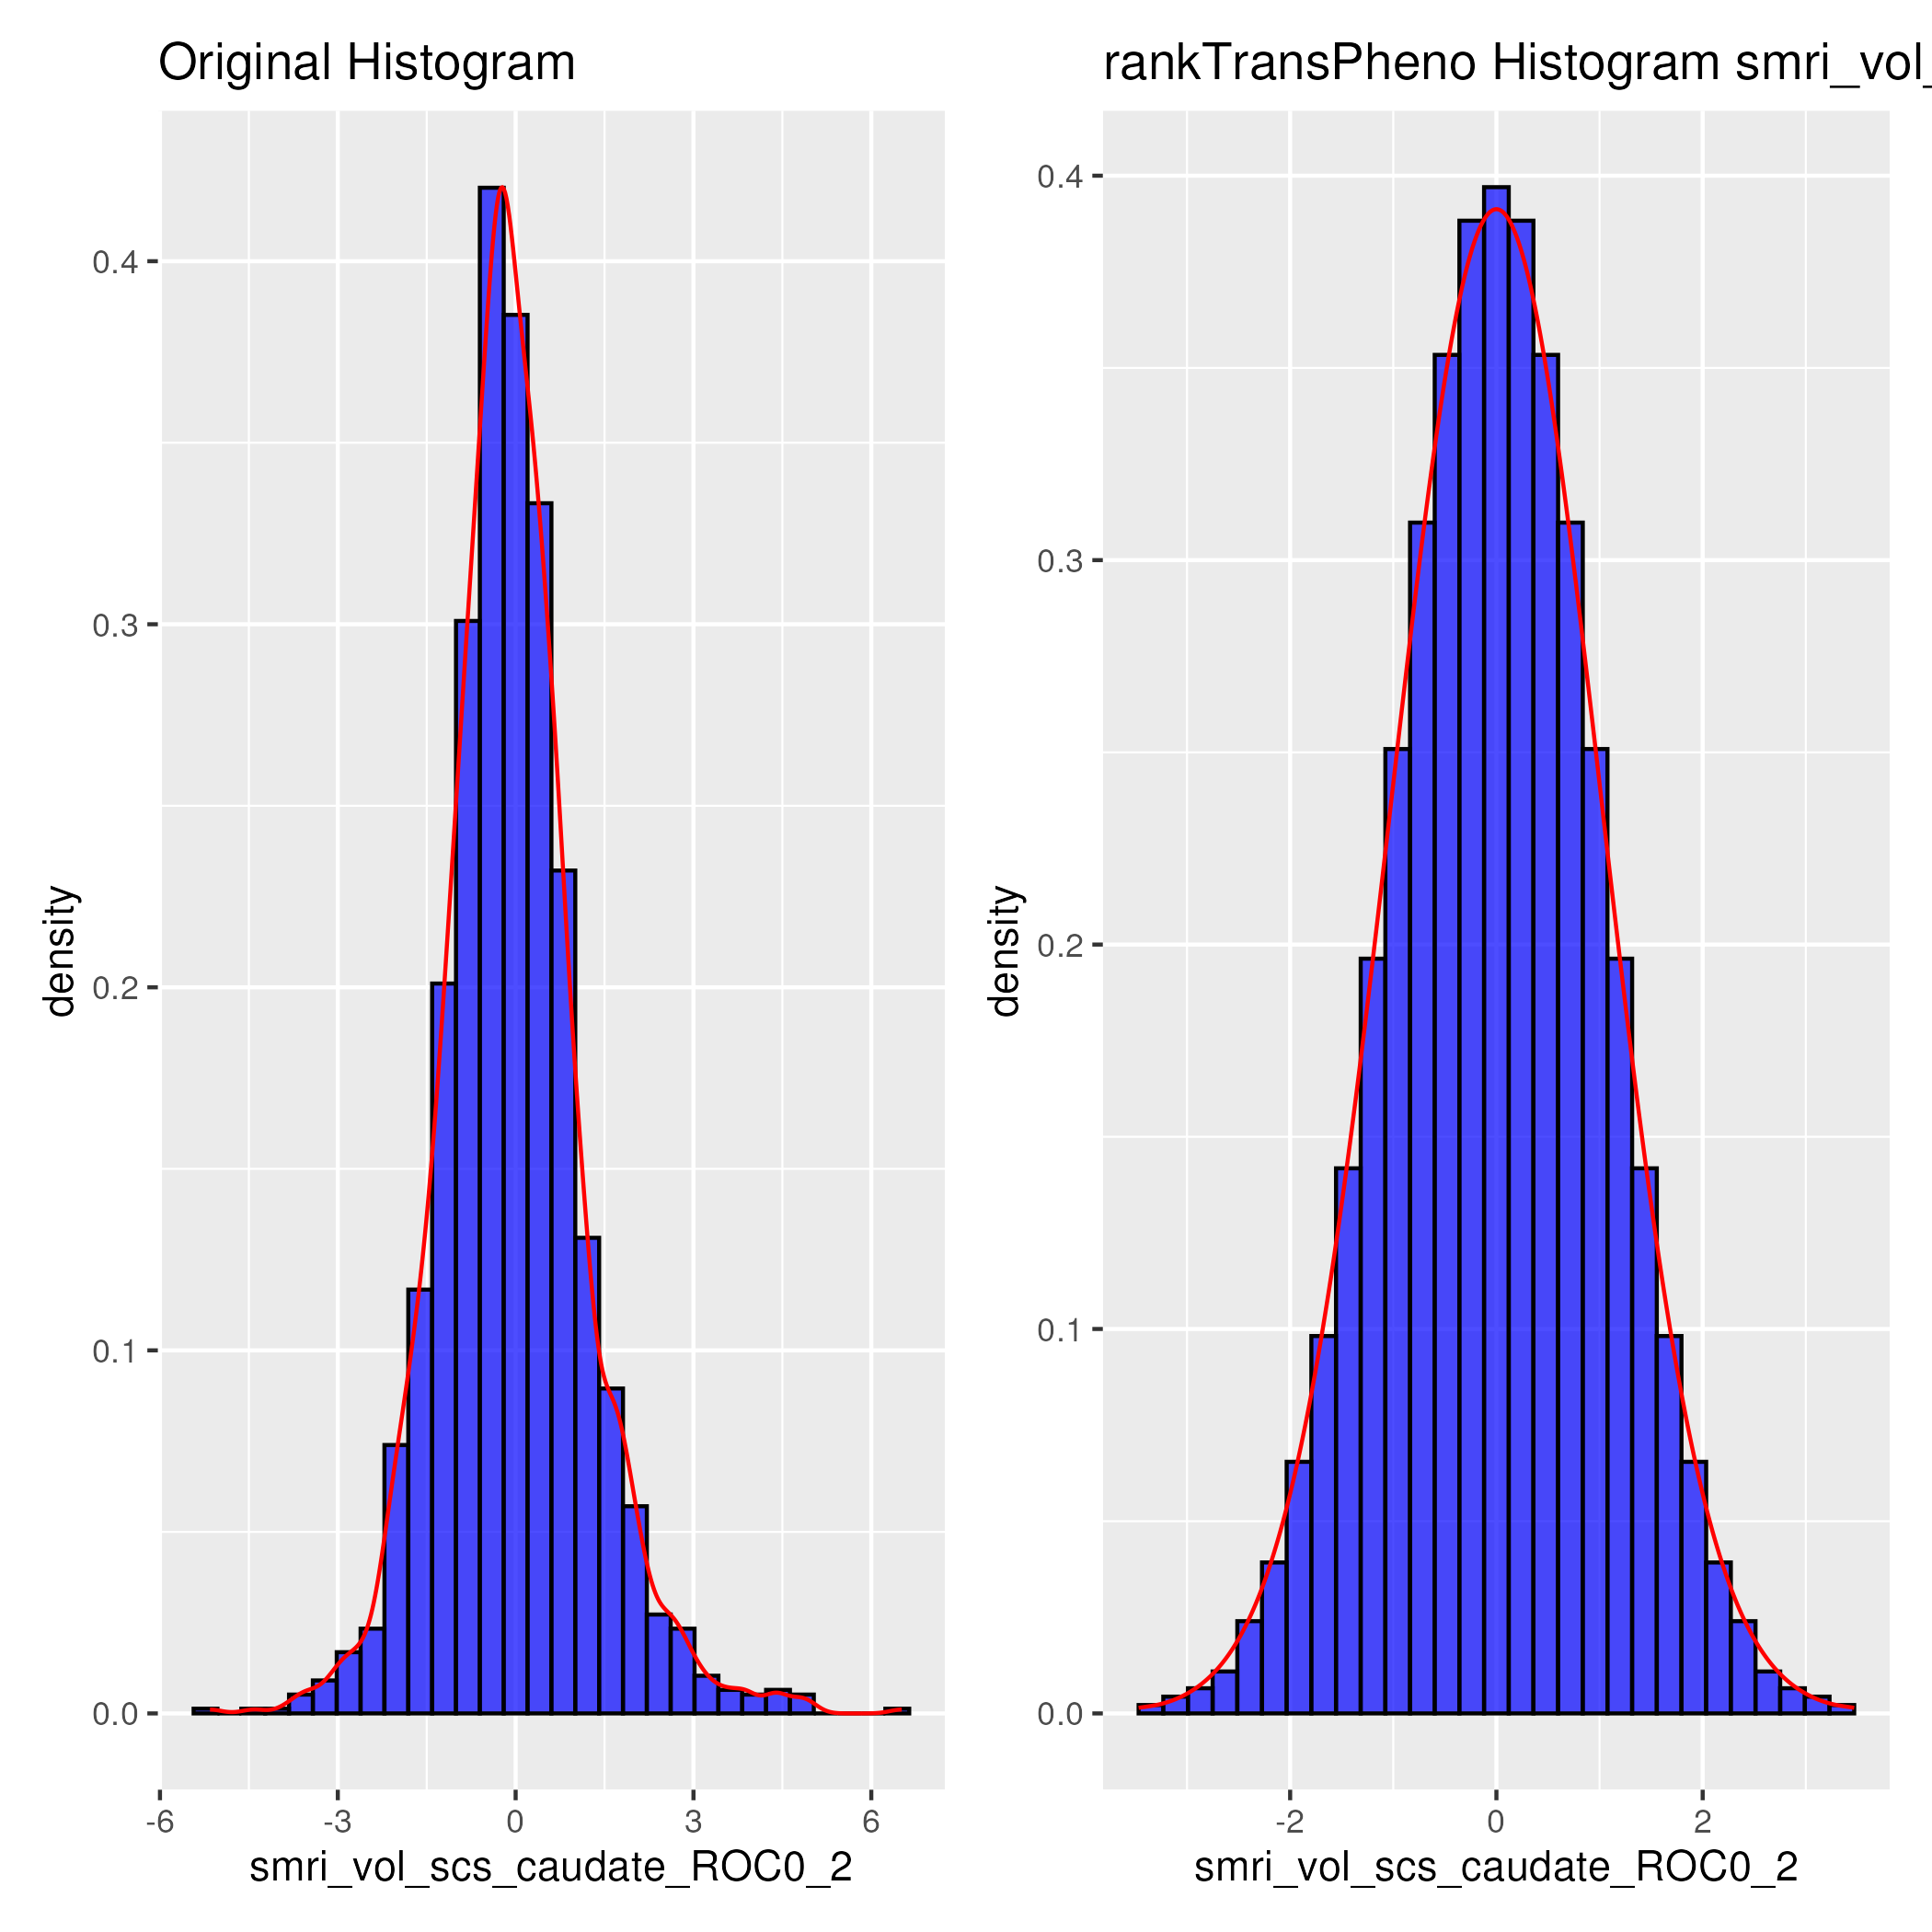 Original Histogram
0.4
0.3
0.2
0.1
0.0
density
-6 -3 0 3 6
smri_vol_scs_caudate_ROC0_2
rankTransPheno Histogram smri_vol_
0.4
0.3
0.2
0.1
0.0
density
-2 0 2
smri_vol_scs_caudate_ROC0_2